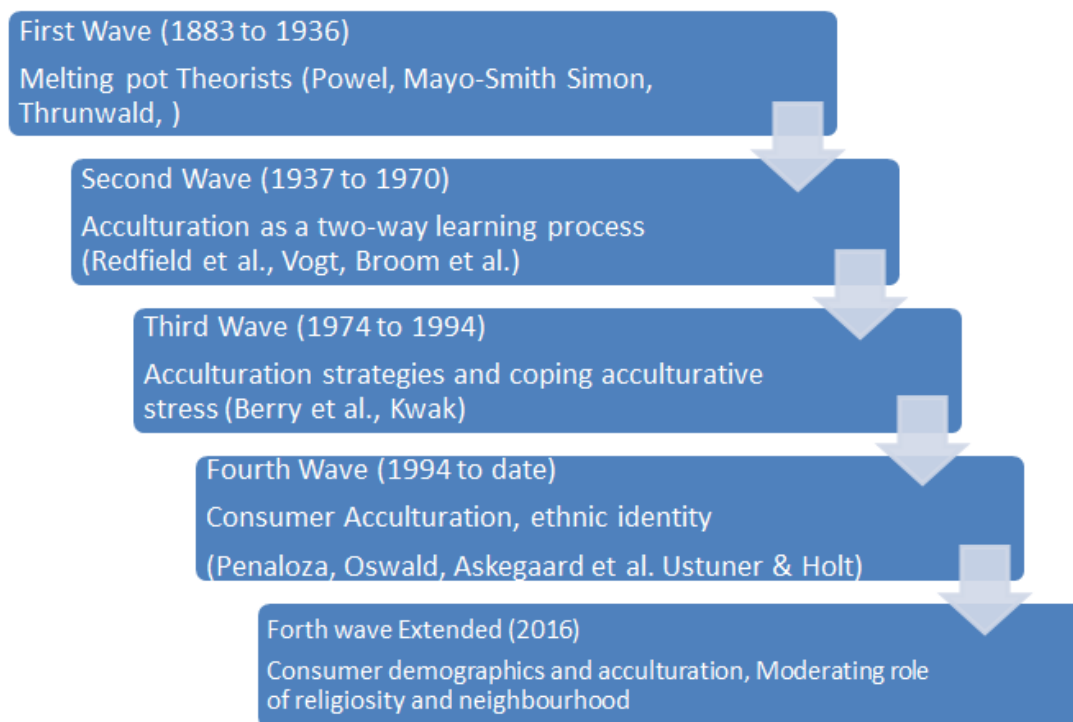 First Wave (1883 to 1936)
Melting pot Theorists (Powel, Mayo-Smith Simon,
Thrunwald, )
Second Wave (1937 to 1970)
Acculturation as a two-way learning process
(Redfield et al., Vogt, Broom et al.)
Third Wave (1974 to 1994)
Acculturation strategies and coping acculturative
stress (Berry et al., Kwak)
Fourth Wave (1994 to date)
Consumer Acculturation, ethnic identity
(Penaloza, Oswald, Askegaard et al. Ustuner & Holt)
Forth wave Extended (2016)
Consumer demographics and acculturation, Moderating role
of religiosity and neighbourhood